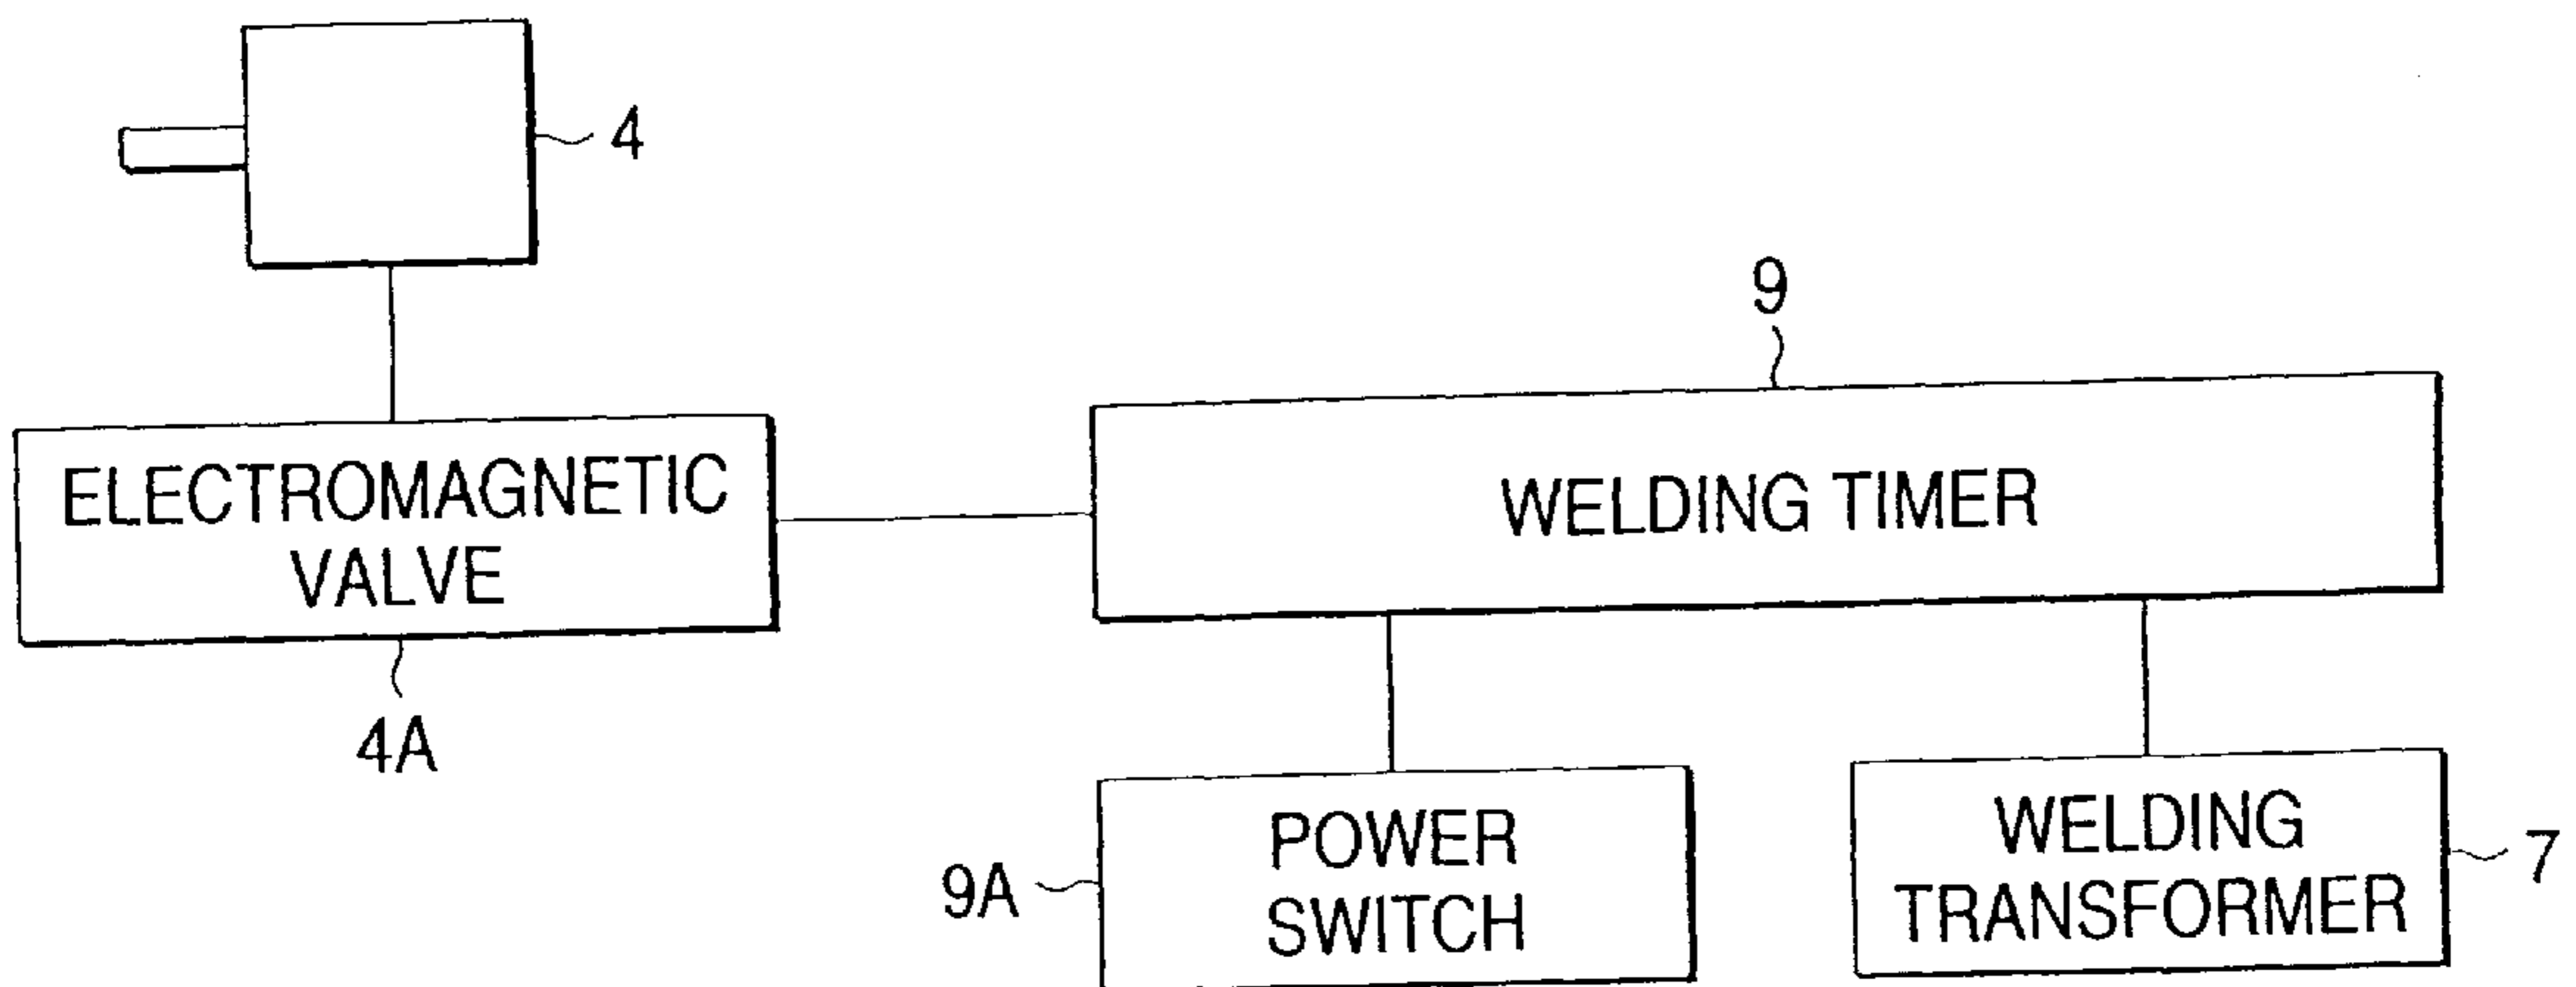 4
9
ELECTROMAGNETIC
VALVE
WELDING TIMER
4A
POWER
SWITCH
9A
WELDING
TRANSFORMER
7